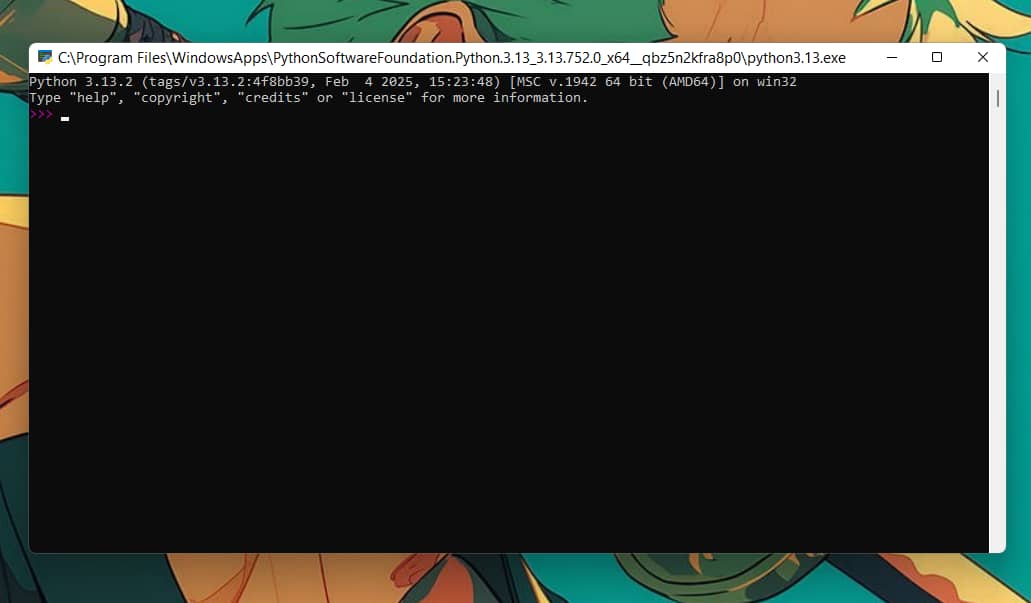 C:\Program Files\WindowsApps\PythonSoftwareFoundation.Python.3.13_3.13.752.0_x64__qbz5n2kfra8p0\python3.13.exe
Python 3.13.2 (tags/v3.13.2:4f8bb39, Feb  4 2025, 15:23:48) [MSC v.1942 64 bit (AMD64)] on win32
Type "help", "copyright", "credits" or "license" for more information.
>>>